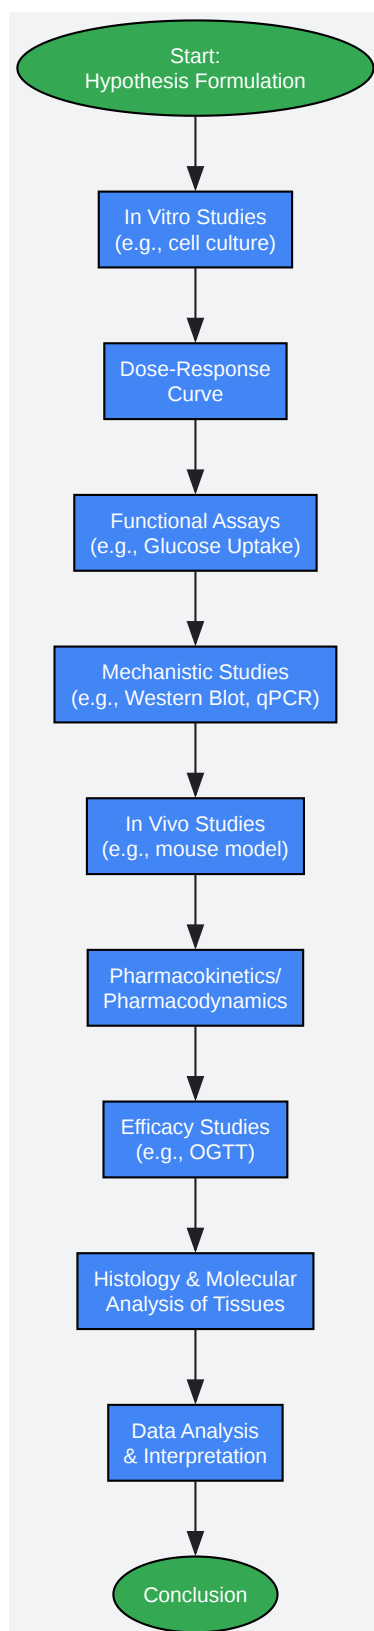 Start:
Hypothesis Formulation
In Vitro Studies
(e.g., cell culture)
Dose-Response
Curve
Functional Assays
(e.g., Glucose Uptake)
Mechanistic Studies
(e.g., Western Blot, qPCR)
In Vivo Studies
(e.g., mouse model)
Pharmacokinetics/
Pharmacodynamics
Efficacy Studies
(e.g., OGTT)
Histology & Molecular
Analysis of Tissues
Data Analysis
& Interpretation
Conclusion